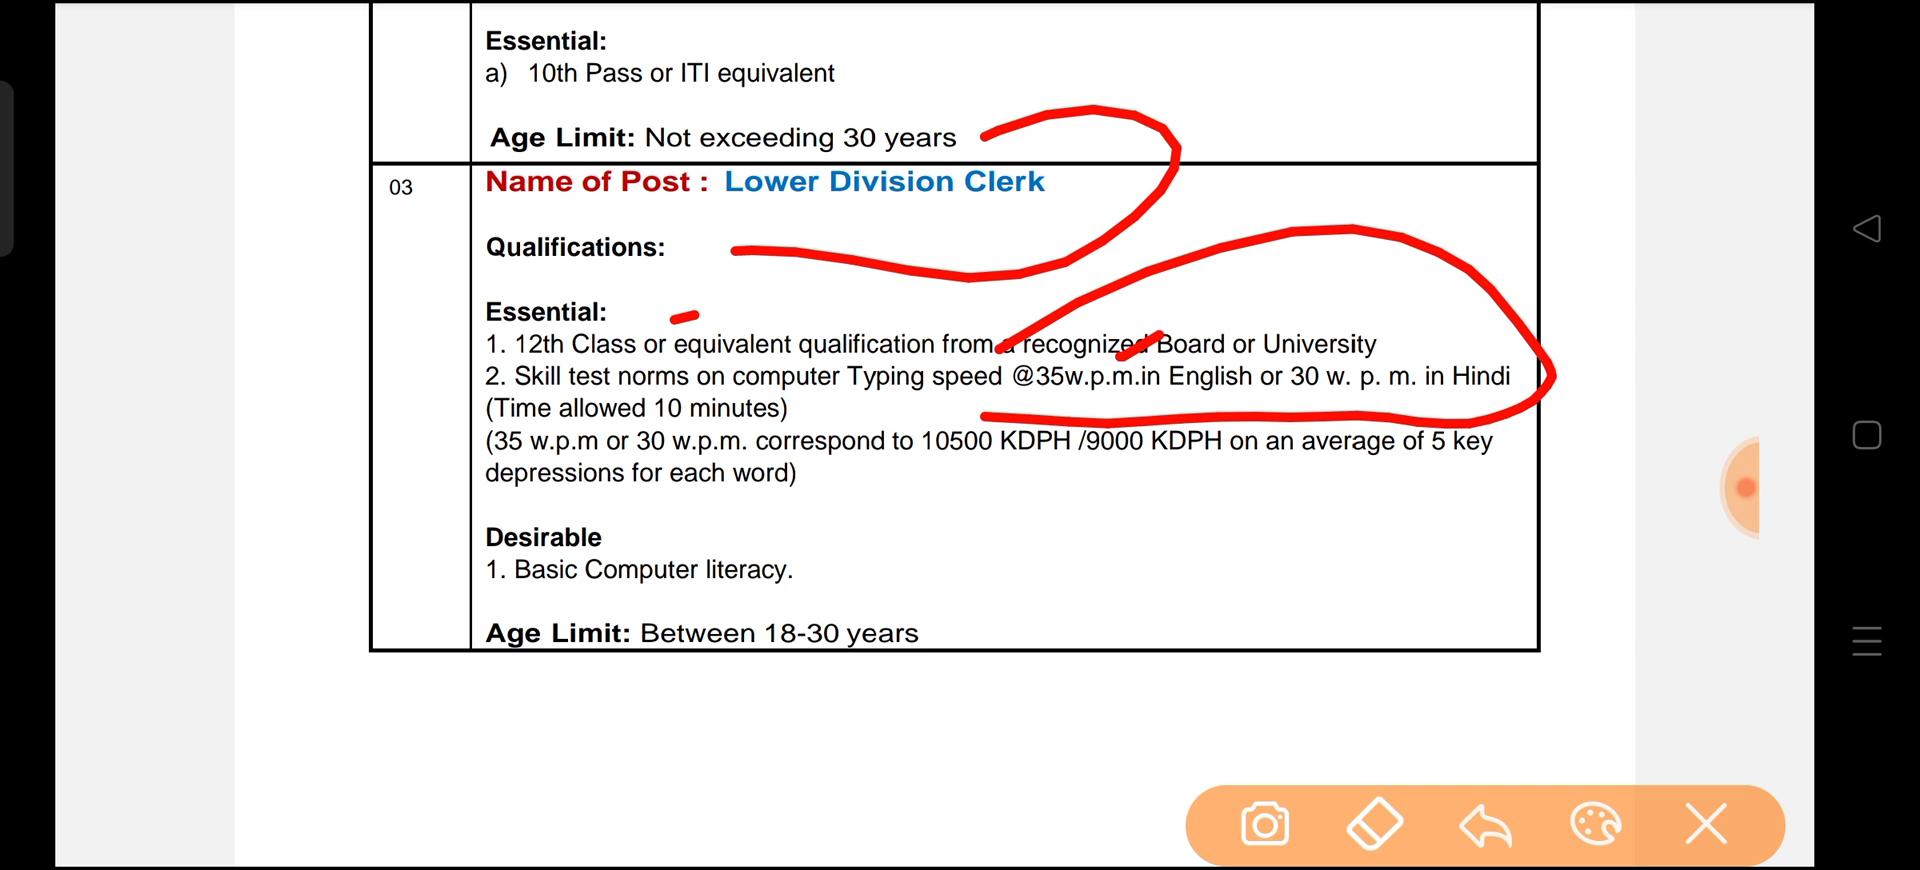 Essential:
a) 10th Pass or ITI equivalent
Age Limit: Not exceeding 30 years
03
Name of Post : Lower Division Clerk
Qualifications:
Essential:
1. 12th Class or equivalent qualification from a recognized Board or University
2. Skill test norms on computer Typing speed @35w.p.m.in English or 30 w. p. m. in Hindi
(Time allowed 10 minutes)
(35 w.p.m or 30 w.p.m. correspond to 10500 KDPH /9000 KDPH on an average of 5 key
depressions for each word)
Desirable
1. Basic Computer literacy.
Age Limit: Between 18-30 years